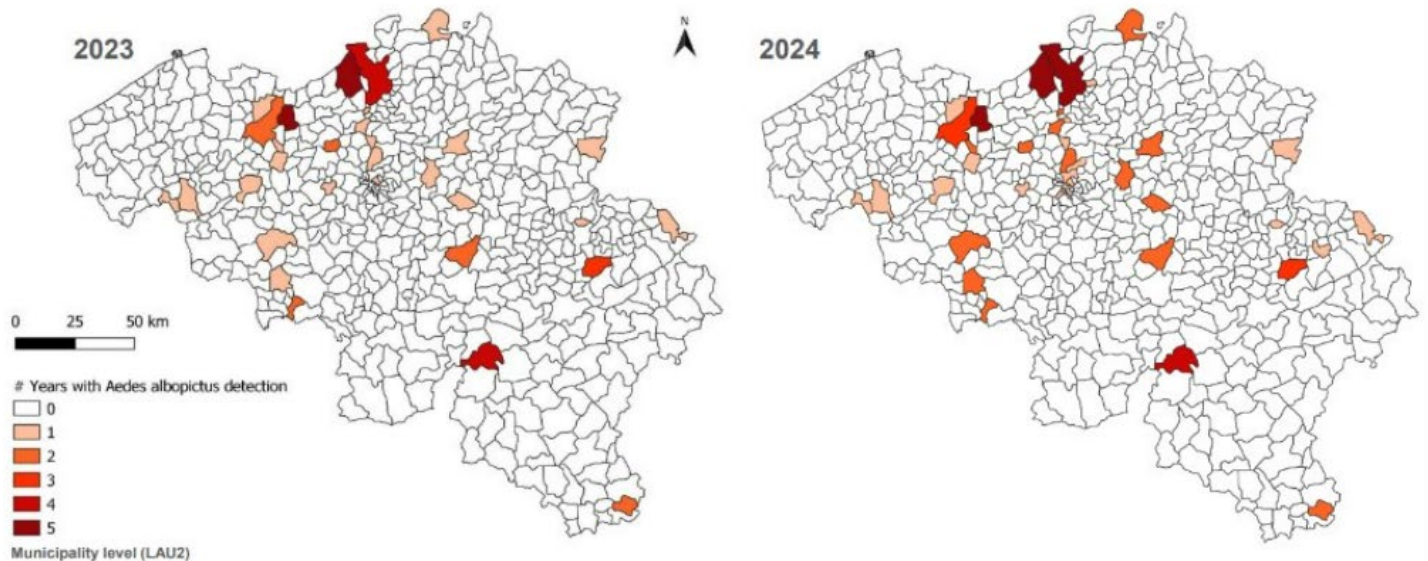 2023
N
2024
0 25 50 km
# Years with Aedes albopictus detection
0
1
2
3
4
5
Municipality level (LAU2)